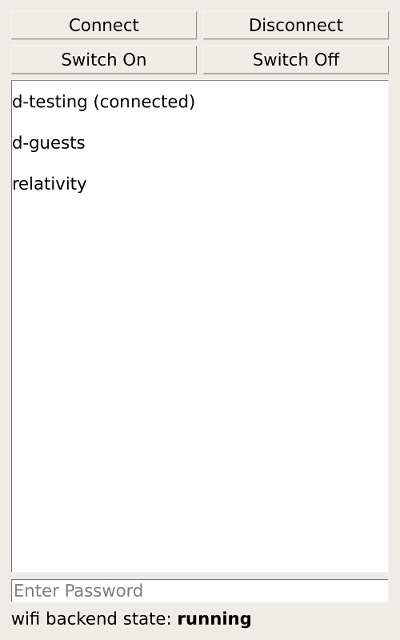 Connect
Disconnect
Switch On
Switch Off
d-testing (connected)
d-guests
relativity
Enter Password
wifi backend state: running